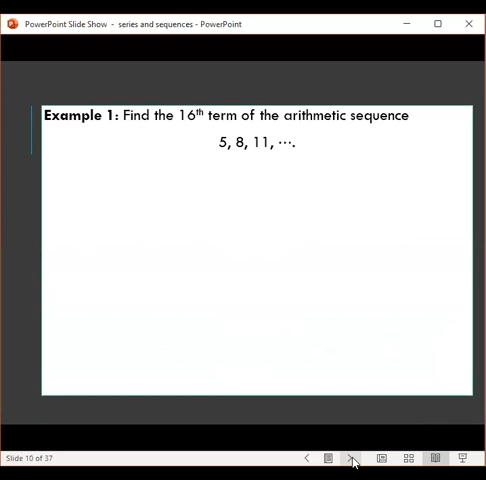 PowerPoint Slide Show - series and sequences - PowerPoint
Example 1: Find the 16th term of the arithmetic sequence
5, 8, 11, ⋯.
Slide 10 of 37